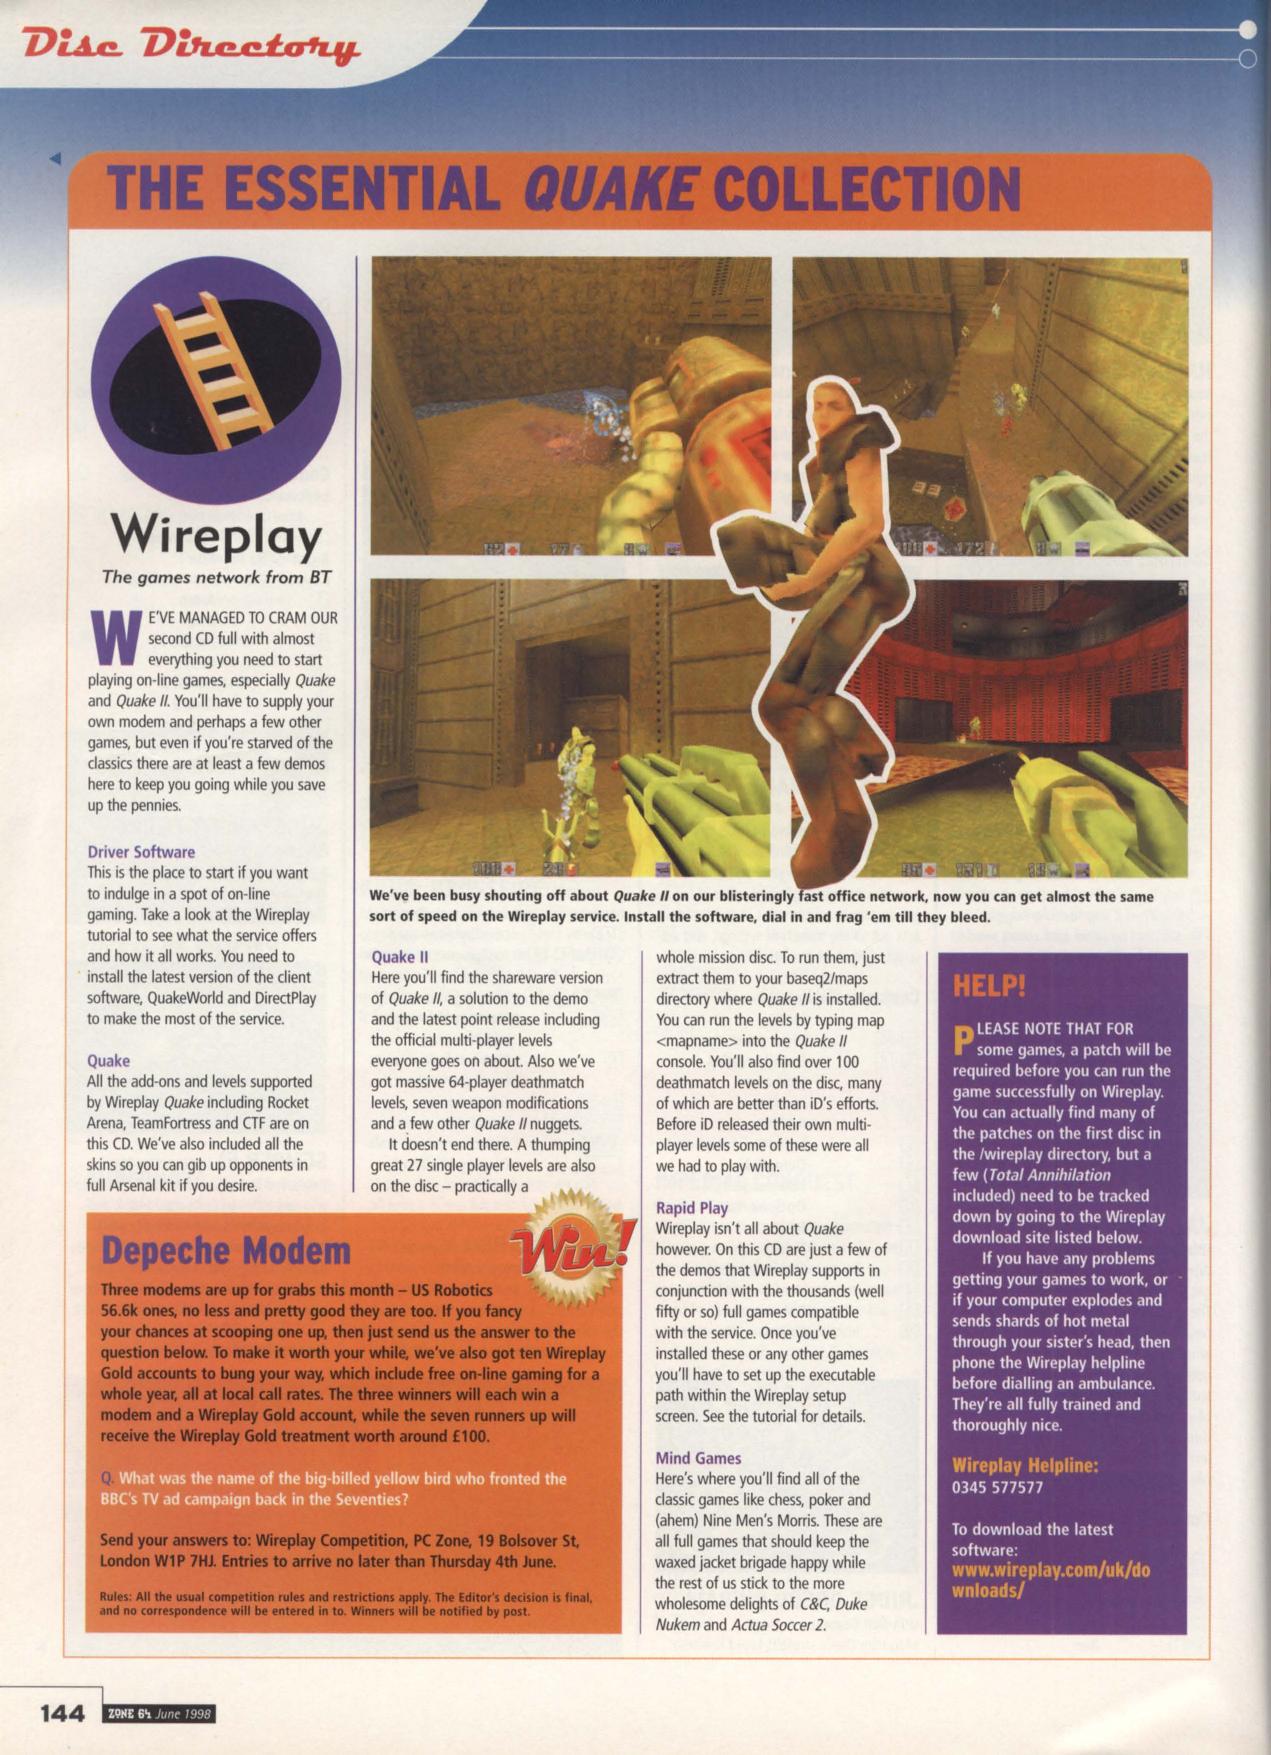 Disc Directory
THE ESSENTIAL QUAKE COLLECTION
Wireplay
The games network from BT
WE'VE MANAGED TO CRAM OUR
second CD full with almost
everything you need to start
playing on-line games, especially Quake
and Quake II. You'll have to supply your
own modem and perhaps a few other
games, but even if you're starved of the
classics there are at least a few demos
here to keep you going while you save
up the pennies.
Driver Software
This is the place to start if you want
to indulge in a spot of on-line
gaming. Take a look at the Wireplay
tutorial to see what the service offers
and how it all works. You need to
install the latest version of the client
software, QuakeWorld and DirectPlay
to make the most of the service.
Quake
All the add-ons and levels supported
by Wireplay Quake including Rocket
Arena, TeamFortress and CTF are on
this CD. We've also included all the
skins so you can gib up opponents in
full Arsenal kit if you desire.
We've been busy shouting off about Quake II on our blisteringly fast office network, now you can get almost the same
sort of speed on the Wireplay service. Install the software, dial in and frag 'em till they bleed.
Quake II
Here you'll find the shareware version
of Quake II, a solution to the demo
and the latest point release including
the official multi-player levels
everyone goes on about. Also we've
got massive 64-player deathmatch
levels, seven weapon modifications
and a few other Quake II nuggets.
It doesn't end there. A thumping
great 27 single player levels are also
on the disc – practically a
whole mission disc. To run them, just
extract them to your baseq2/maps
directory where Quake II is installed.
You can run the levels by typing map
<mapname> into the Quake II
console. You'll also find over 100
deathmatch levels on the disc, many
of which are better than iD's efforts.
Before iD released their own multi-
player levels some of these were all
we had to play with.
Rapid Play
Wireplay isn't all about Quake
however. On this CD are just a few of
the demos that Wireplay supports in
conjunction with the thousands (well
fifty or so) full games compatible
with the service. Once you've
installed these or any other games
you'll have to set up the executable
path within the Wireplay setup
screen. See the tutorial for details.
Mind Games
Here's where you'll find all of the
classic games like chess, poker and
(ahem) Nine Men's Morris. These are
all full games that should keep the
waxed jacket brigade happy while
the rest of us stick to the more
wholesome delights of C&C, Duke
Nukem and Actua Soccer 2.
Depeche Modem
Win!
Three modems are up for grabs this month – US Robotics
56.6k ones, no less and pretty good they are too. If you fancy
your chances at scooping one up, then just send us the answer to the
question below. To make it worth your while, we've also got ten Wireplay
Gold accounts to bung your way, which include free on-line gaming for a
whole year, all at local call rates. The three winners will each win a
modem and a Wireplay Gold account, while the seven runners up will
receive the Wireplay Gold treatment worth around £100.
Q. What was the name of the big-billed yellow bird who fronted the
BBC's TV ad campaign back in the Seventies?
Send your answers to: Wireplay Competition, PC Zone, 19 Bolsover St,
London W1P 7HJ. Entries to arrive no later than Thursday 4th June.
Rules: All the usual competition rules and restrictions apply. The Editor's decision is final,
and no correspondence will be entered in to. Winners will be notified by post.
HELP!
PLEASE NOTE THAT FOR
some games, a patch will be
required before you can run the
game successfully on Wireplay.
You can actually find many of
the patches on the first disc in
the /wireplay directory, but a
few (Total Annihilation
included) need to be tracked
down by going to the Wireplay
download site listed below.
If you have any problems
getting your games to work, or
if your computer explodes and
sends shards of hot metal
through your sister's head, then
phone the Wireplay helpline
before dialling an ambulance.
They're all fully trained and
thoroughly nice.
Wireplay Helpline:
0345 577577
To download the latest
software:
www.wireplay.com/uk/do
wnloads/
144
ZONE 64 June 1998